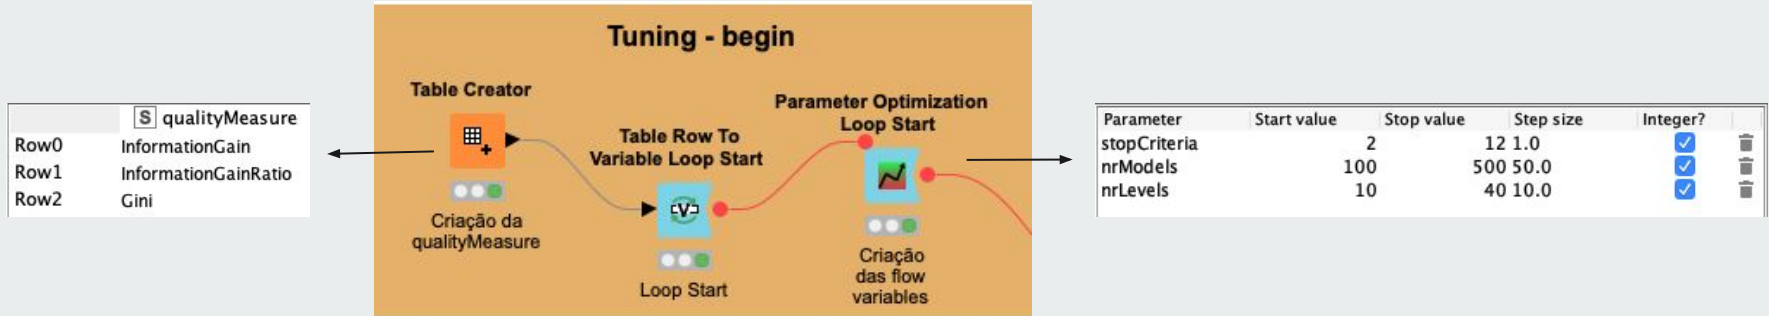 Tuning - begin
S qualityMeasure
Row0 InformationGain
Row1 InformationGainRatio
Row2 Gini
Table Creator
Criação da
qualityMeasure
Table Row To
Variable Loop Start
Loop Start
Parameter Optimization
Loop Start
Criação
das flow
variables
Parameter Start value Stop value Step size Integer?
stopCriteria 2 12 1.0
nrModels 100 500 50.0
nrLevels 10 40 10.0